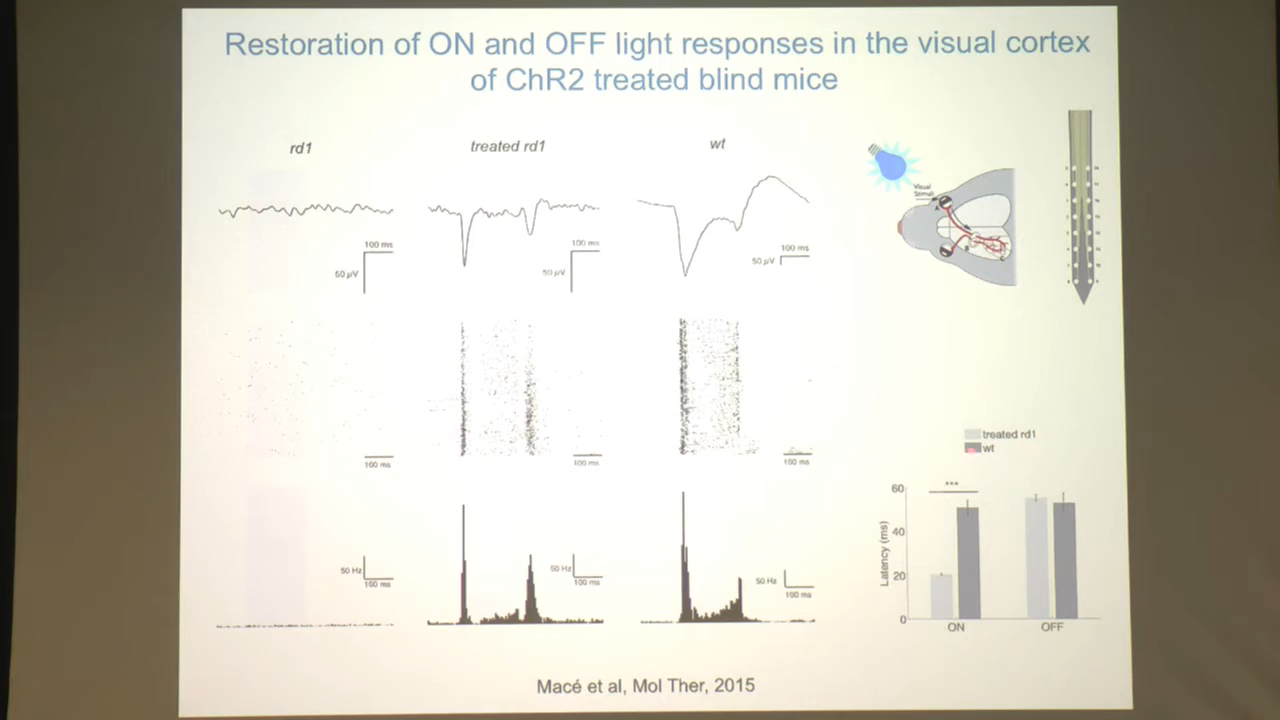 Restoration of ON and OFF light responses in the visual cortex
of ChR2 treated blind mice
rd1
treated rd1
wt
Visual
Stimuli
100 ms
50 µV
100 ms
50 µV
100 ms
50 µV
100 ms
100 ms
100 ms
treated rd1
wt
50 Hz
100 ms
50 Hz
100 ms
50 Hz
100 ms
***
60
40
20
0
Latency (ms)
ON
OFF
Macé et al, Mol Ther, 2015